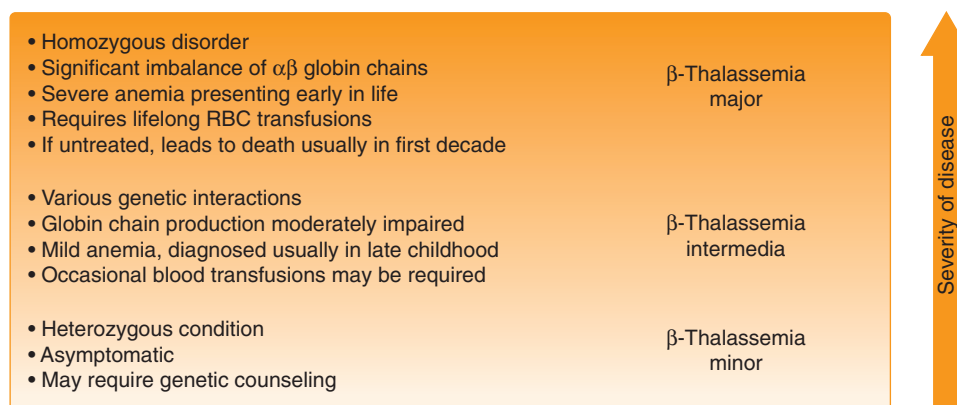 • Homozygous disorder
• Significant imbalance of αβ globin chains
• Severe anemia presenting early in life
• Requires lifelong RBC transfusions
• If untreated, leads to death usually in first decade
β-Thalassemia
major
• Various genetic interactions
• Globin chain production moderately impaired
• Mild anemia, diagnosed usually in late childhood
• Occasional blood transfusions may be required
β-Thalassemia
intermedia
• Heterozygous condition
• Asymptomatic
• May require genetic counseling
β-Thalassemia
minor
Severity of disease